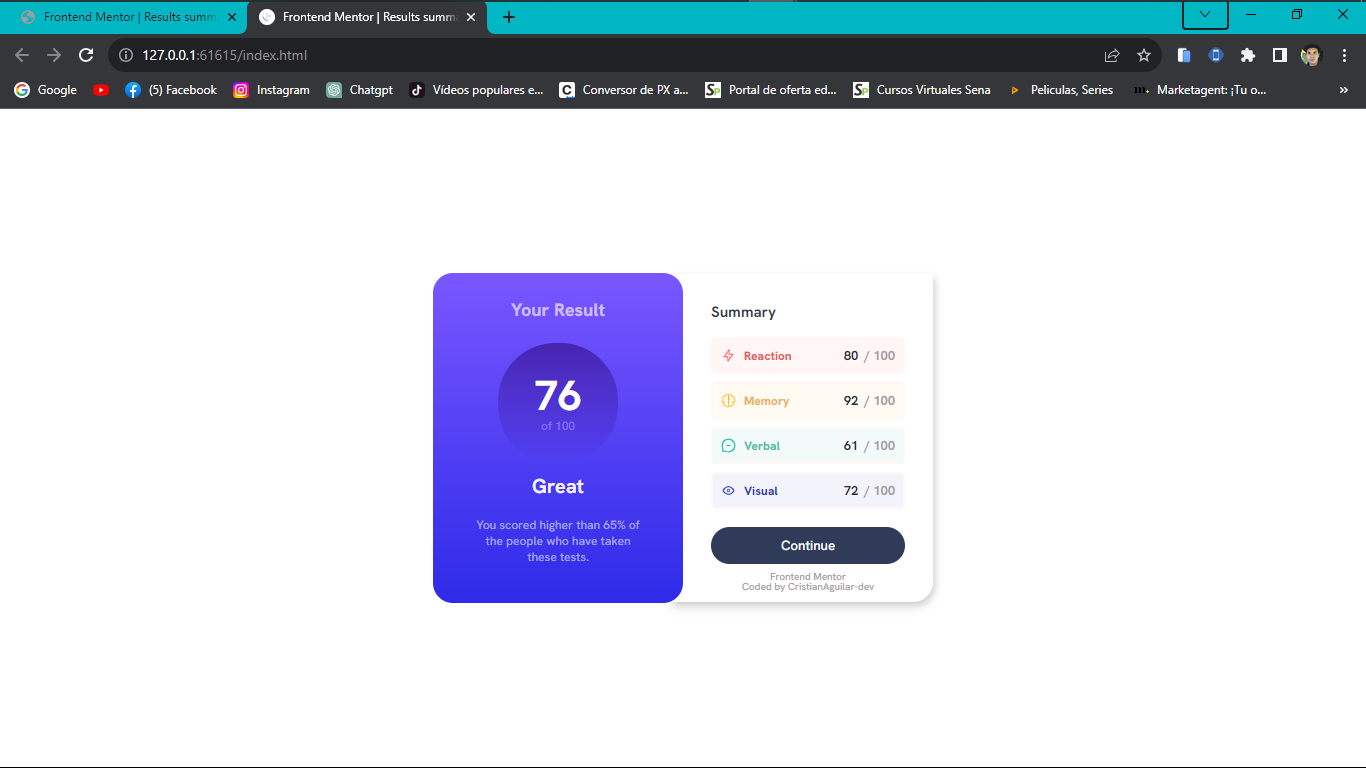 Frontend Mentor | Results summ
Frontend Mentor | Results summ
127.0.0.1:61615/index.html
Google
(5) Facebook
Instagram
Chatgpt
Vídeos populares e...
Conversor de PX a...
Portal de oferta ed...
Cursos Virtuales Sena
Peliculas, Series
Marketagent: ¡Tu o...
Your Result
76
of 100
Great
You scored higher than 65% of
the people who have taken
these tests.
Summary
Reaction 80 / 100
Memory 92 / 100
Verbal 61 / 100
Visual 72 / 100
Continue
Frontend Mentor
Coded by CristianAguilar-dev